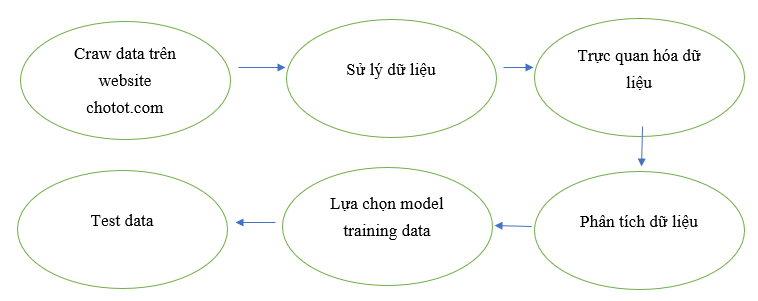 Craw data trên
website
chotot.com
Sử lý dữ liệu
Trực quan hóa dữ
liệu
Phân tích dữ liệu
Lựa chọn model
training data
Test data